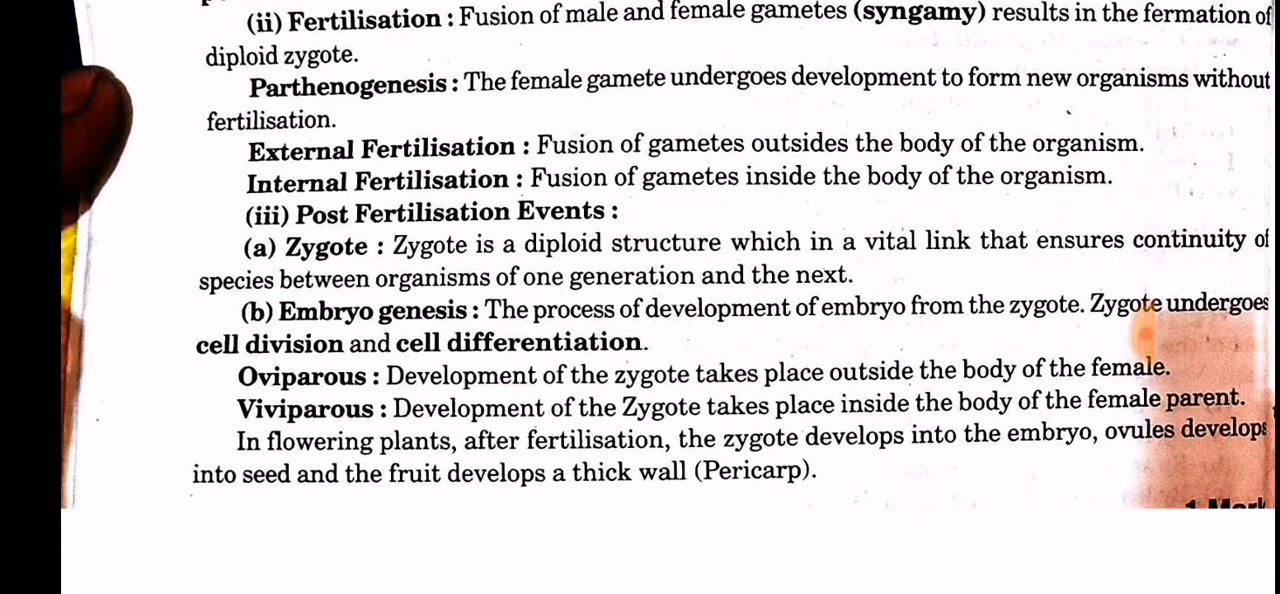 (ii) Fertilisation : Fusion of male and female gametes (syngamy) results in the fermation of
diploid zygote.
Parthenogenesis : The female gamete undergoes development to form new organisms without
fertilisation.
External Fertilisation : Fusion of gametes outsides the body of the organism.
Internal Fertilisation : Fusion of gametes inside the body of the organism.
(iii) Post Fertilisation Events :
(a) Zygote : Zygote is a diploid structure which in a vital link that ensures continuity of
species between organisms of one generation and the next.
(b) Embryo genesis : The process of development of embryo from the zygote. Zygote undergoes
cell division and cell differentiation.
Oviparous : Development of the zygote takes place outside the body of the female.
Viviparous : Development of the Zygote takes place inside the body of the female parent.
In flowering plants, after fertilisation, the zygote develops into the embryo, ovules develops
into seed and the fruit develops a thick wall (Pericarp).